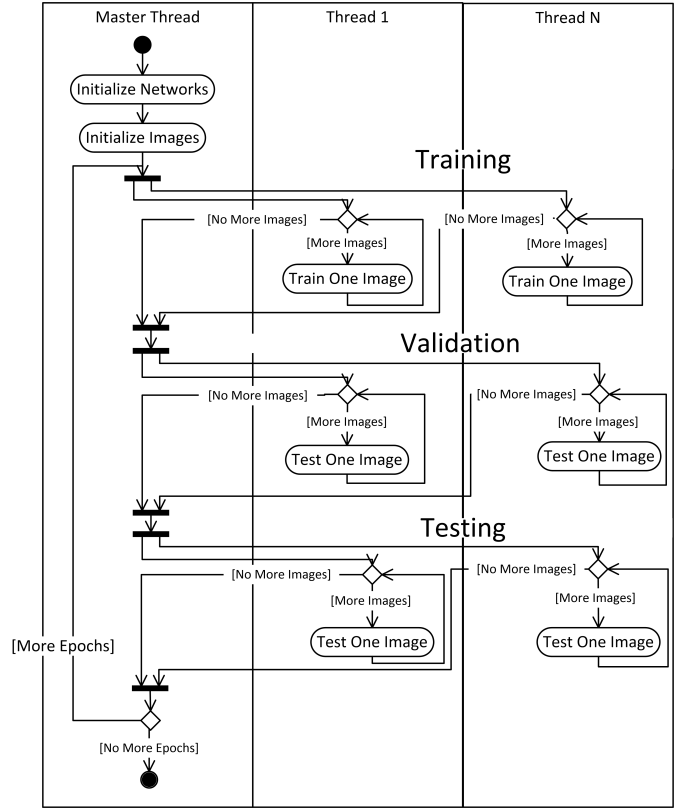 Master Thread
Thread 1
Thread N
Initialize Networks
Initialize Images
Training
[No More Images]
[No More Images]
[More Images]
[More Images]
Train One Image
Train One Image
Validation
[No More Images]
[No More Images]
[More Images]
[More Images]
Test One Image
Test One Image
Testing
[No More Images]
[No More Images]
[More Images]
[More Images]
Test One Image
Test One Image
[More Epochs]
[No More Epochs]